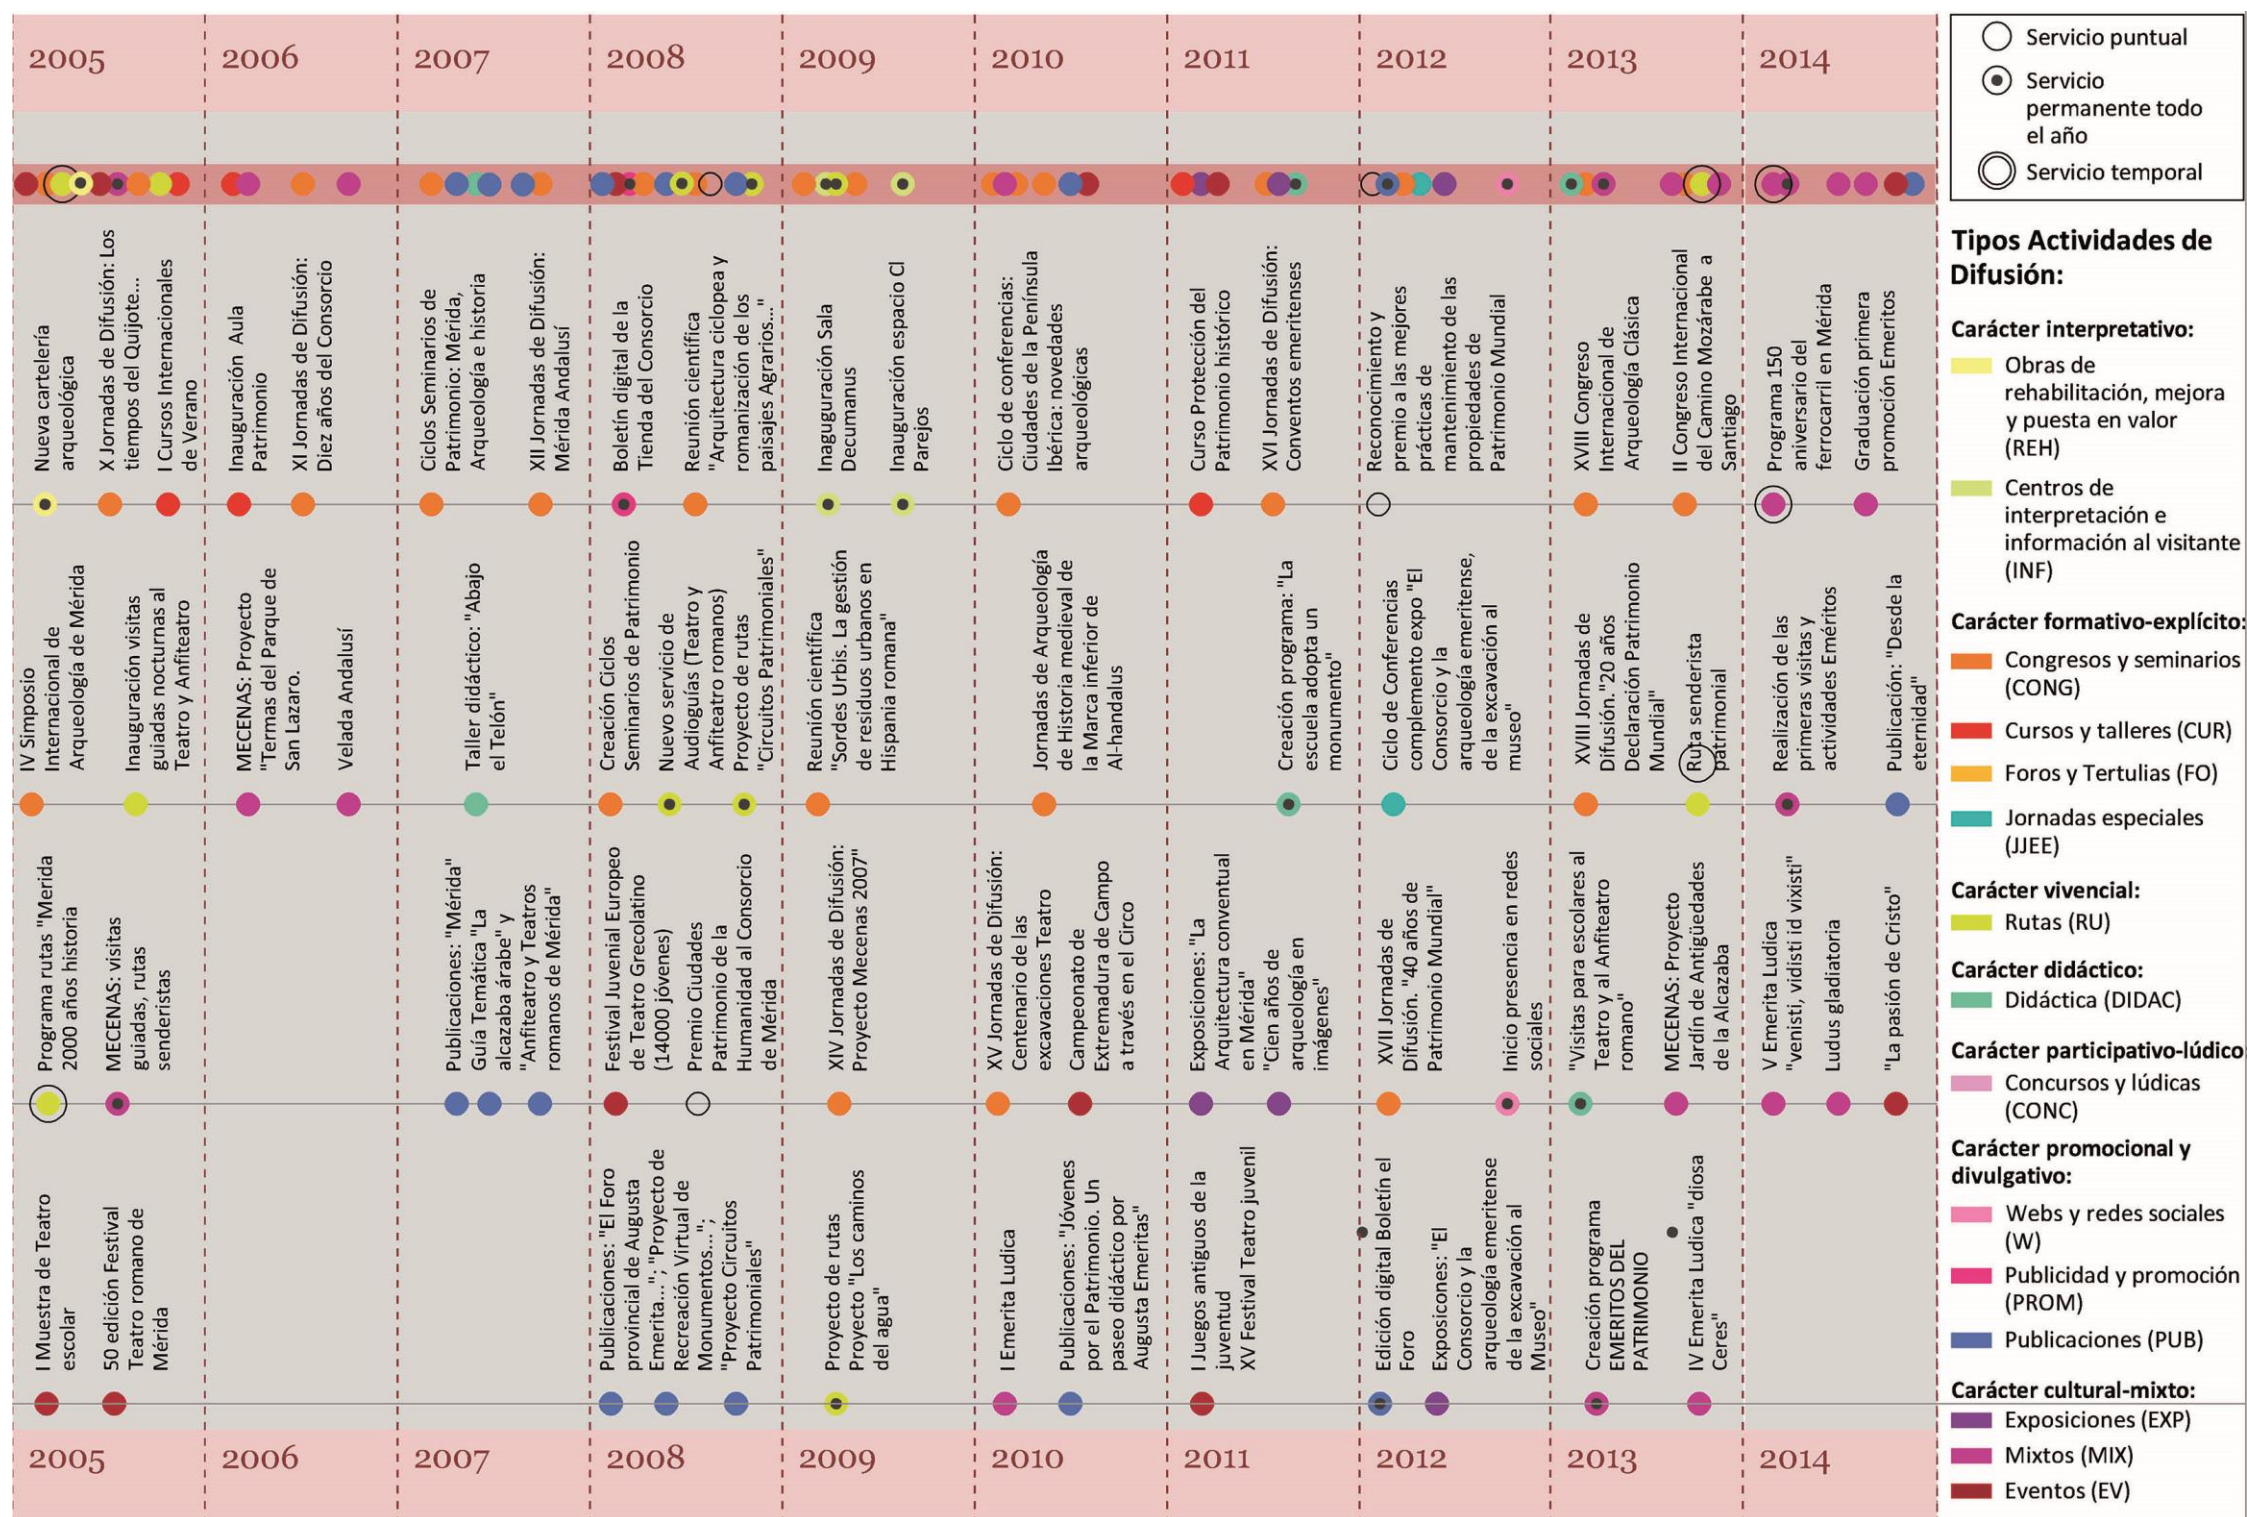 2005
2006
2007
2008
2009
2010
2011
2012
2013
2014
Nueva cartelería
arqueológica
X Jornadas de Difusión: Los
tiempos del Quijote...
I Cursos Internacionales
de Verano
Inauguración Aula
Patrimonio
XI Jornadas de Difusión:
Diez años del Consorcio
Ciclos Seminarios de
Patrimonio: Mérida,
Arqueología e historia
XII Jornadas de Difusión:
Mérida Andalusí
Boletín digital de la
Tienda del Consorcio
Reunión científica
"Arquitectura ciclopea y
romanización de los
paisajes Agrarios..."
Inaguguración Sala
Decumanus
Inauguración espacio Cl
Parejos
Ciclo de conferencias:
Ciudades de la Península
Ibérica: novedades
arqueológicas
Curso Protección del
Patrimonio histórico
XVI Jornadas de Difusión:
Conventos emeritenses
Reconocimiento y
premio a las mejores
prácticas de
mantenimiento de las
propiedades de
Patrimonio Mundial
XVIII Congreso
Internacional de
Arqueología Clásica
II Congreso Internacional
del Camino Mozárabe a
Santiago
Programa 150
aniversario del
ferrocarril en Mérida
Graduación primera
promoción Emeritos
IV Simposio
Internacional de
Arqueología de Mérida
Inauguración visitas
guiadas nocturnas al
Teatro y Anfiteatro
MECENAS: Proyecto
"Termas del Parque de
San Lazaro.
Velada Andalusí
Taller didáctico: "Abajo
el Telón"
Creación Ciclos
Seminarios de Patrimonio
Nuevo servicio de
Audioguías (Teatro y
Anfiteatro romanos)
Proyecto de rutas
"Circuitos Patrimoniales"
Reunión científica
"Sordes Urbis. La gestión
de residuos urbanos en
Hispania romana"
Jornadas de Arqueología
de Historia medieval de
la Marca inferior de
Al-handalus
Creación programa: "La
escuela adopta un
monumento"
Ciclo de Conferencias
complemento expo "El
Consorcio y la
arqueología emeritense,
de la excavación al
museo"
XVIII Jornadas de
Difusión."20 años
Declaración Patrimonio
Mundial"
Ruta senderista
patrimonial
Realización de las
primeras visitas y
actividades Eméritos
Publicación: "Desde la
eternidad"
Programa rutas "Merida
2000 años historia
MECENAS: visitas
guiadas, rutas
senderistas
Publicaciones: "Mérida"
Guía Temática "La
alcazaba árabe" y
"Anfiteatro y Teatros
romanos de Mérida"
Festival Juvenial Europeo
de Teatro Grecolatino
(14000 jóvenes)
Premio Ciudades
Patrimonio de la
Humanidad al Consorcio
de Mérida
XIV Jornadas de Difusión:
Proyecto Mecenas 2007"
XV Jornadas de Difusión:
Centenario de las
excavaciones Teatro
Campeonato de
Extremadura de Campo
a través en el Circo
Exposiciones: "La
Arquitectura conventual
en Mérida"
"Cien años de
arqueología en
imágenes"
XVII Jornadas de
Difusión. "40 años de
Patrimonio Mundial"
Inicio presencia en redes
sociales
"Visitas para escolares al
Teatro y al Anfiteatro
romano"
MECENAS: Proyecto
Jardín de Antigüedades
de la Alcazaba
V Emerita Ludica
"venisti, vidisti id vixisti"
Ludus gladiatoria
"La pasión de Cristo"
I Muestra de Teatro
escolar
50 edición Festival
Teatro romano de
Mérida
Publicaciones: "El Foro
provincial de Augusta
Emerita..."; "Proyecto de
Recreación Virtual de
Monumentos...";
"Proyecto Circuitos
Patrimoniales"
Proyecto de rutas
Proyecto "Los caminos
del agua"
I Emerita Ludica
Publicaciones: "Jóvenes
por el Patrimonio. Un
paseo didáctico por
Augusta Emeritas"
I Juegos antiguos de la
juventud
XV Festival Teatro juvenil
Edición digital Boletín el
Foro
Exposicones: "El
Consorcio y la
arqueología emeritense
de la excavación al
Museo"
Creación programa
EMERITOS DEL
PATRIMONIO
IV Emerita Ludica "diosa
Ceres"
2005
2006
2007
2008
2009
2010
2011
2012
2013
2014
Servicio puntual
Servicio
permanente todo
el año
Servicio temporal
Tipos Actividades de
Difusión:
Carácter interpretativo:
Obras de
rehabilitación, mejora
y puesta en valor
(REH)
Centros de
interpretación e
información al visitante
(INF)
Carácter formativo-explícito:
Congresos y seminarios
(CONG)
Cursos y talleres (CUR)
Foros y Tertulias (FO)
Jornadas especiales
(JJEE)
Carácter vivencial:
Rutas (RU)
Carácter didáctico:
Didáctica (DIDAC)
Carácter participativo-lúdico:
Concursos y lúdicas
(CONC)
Carácter promocional y
divulgativo:
Webs y redes sociales
(W)
Publicidad y promoción
(PROM)
Publicaciones (PUB)
Carácter cultural-mixto:
Exposiciones (EXP)
Mixtos (MIX)
Eventos (EV)